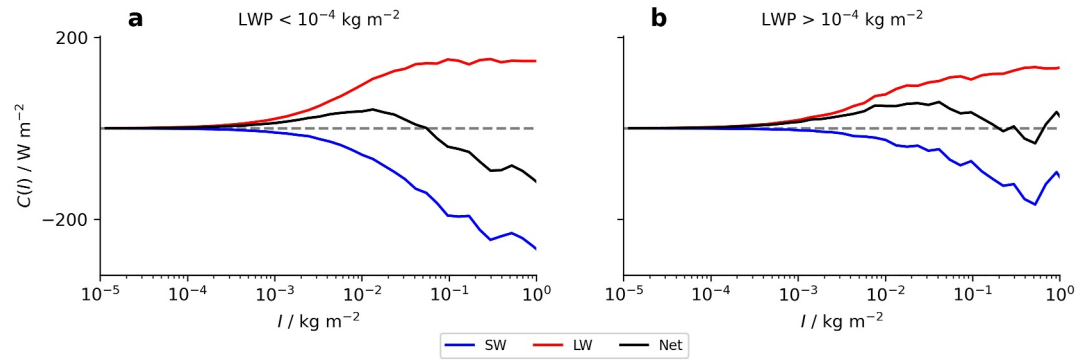 a LWP < 10⁻⁴ kg m⁻²
b LWP > 10⁻⁴ kg m⁻²
200
−200
C(I) / W m⁻²
10⁻⁵ 10⁻⁴ 10⁻³ 10⁻² 10⁻¹ 10⁰
10⁻⁵ 10⁻⁴ 10⁻³ 10⁻² 10⁻¹ 10⁰
I / kg m⁻²
I / kg m⁻²
SW LW Net